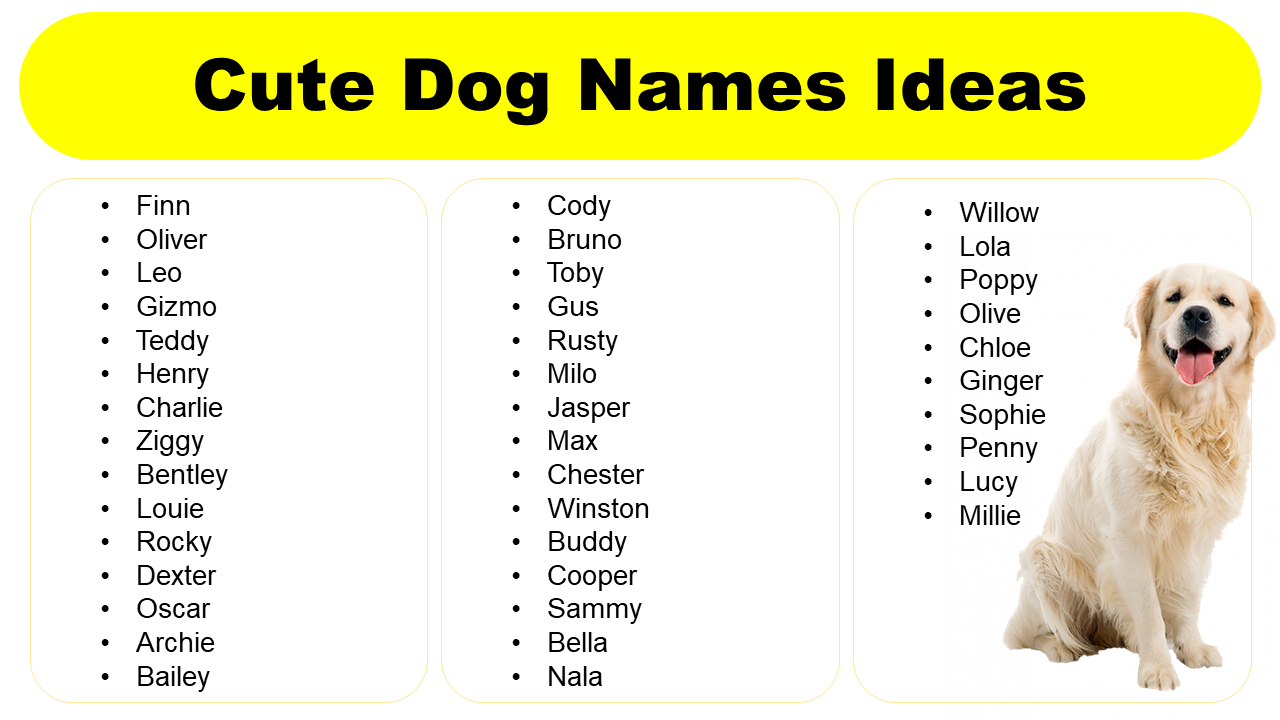 Cute Dog Names Ideas
• Finn
• Oliver
• Leo
• Gizmo
• Teddy
• Henry
• Charlie
• Ziggy
• Bentley
• Louie
• Rocky
• Dexter
• Oscar
• Archie
• Bailey
• Cody
• Bruno
• Toby
• Gus
• Rusty
• Milo
• Jasper
• Max
• Chester
• Winston
• Buddy
• Cooper
• Sammy
• Bella
• Nala
• Willow
• Lola
• Poppy
• Olive
• Chloe
• Ginger
• Sophie
• Penny
• Lucy
• Millie